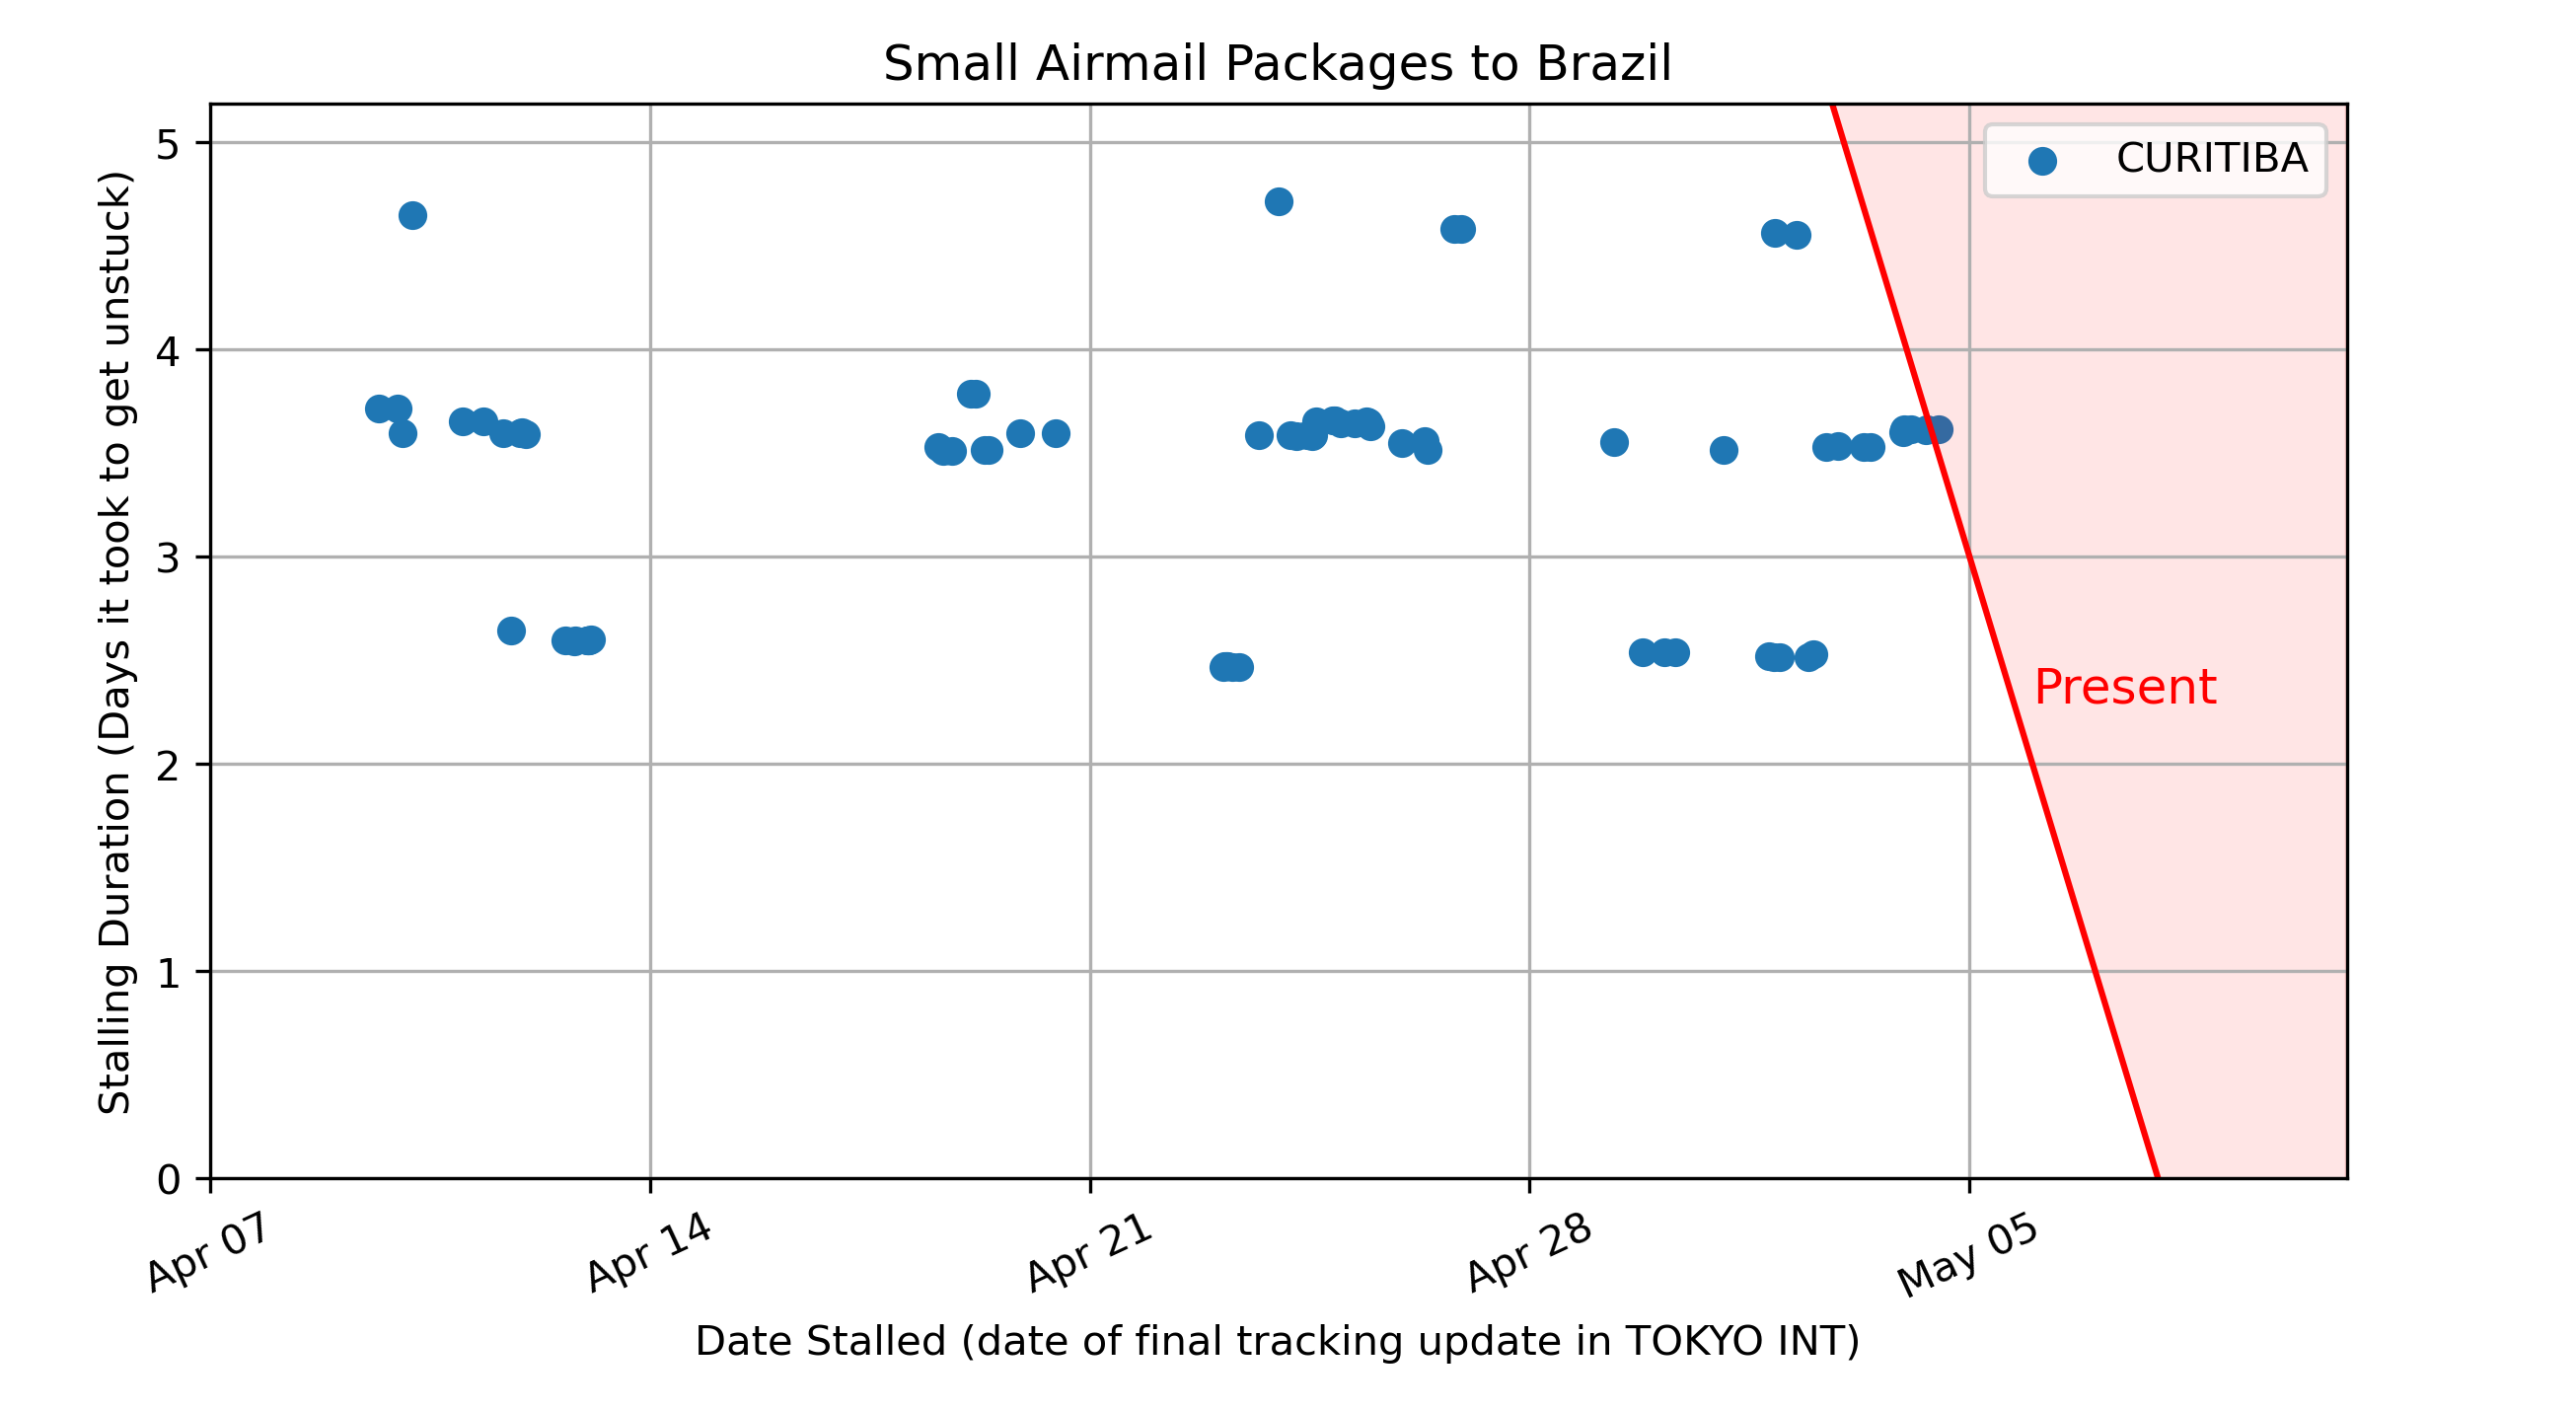 Small Airmail Packages to Brazil
Stalling Duration (Days it took to get unstuck)
5
4
3
2
1
0
CURITIBA
Present
Apr 07
Apr 14
Apr 21
Apr 28
May 05
Date Stalled (date of final tracking update in TOKYO INT)